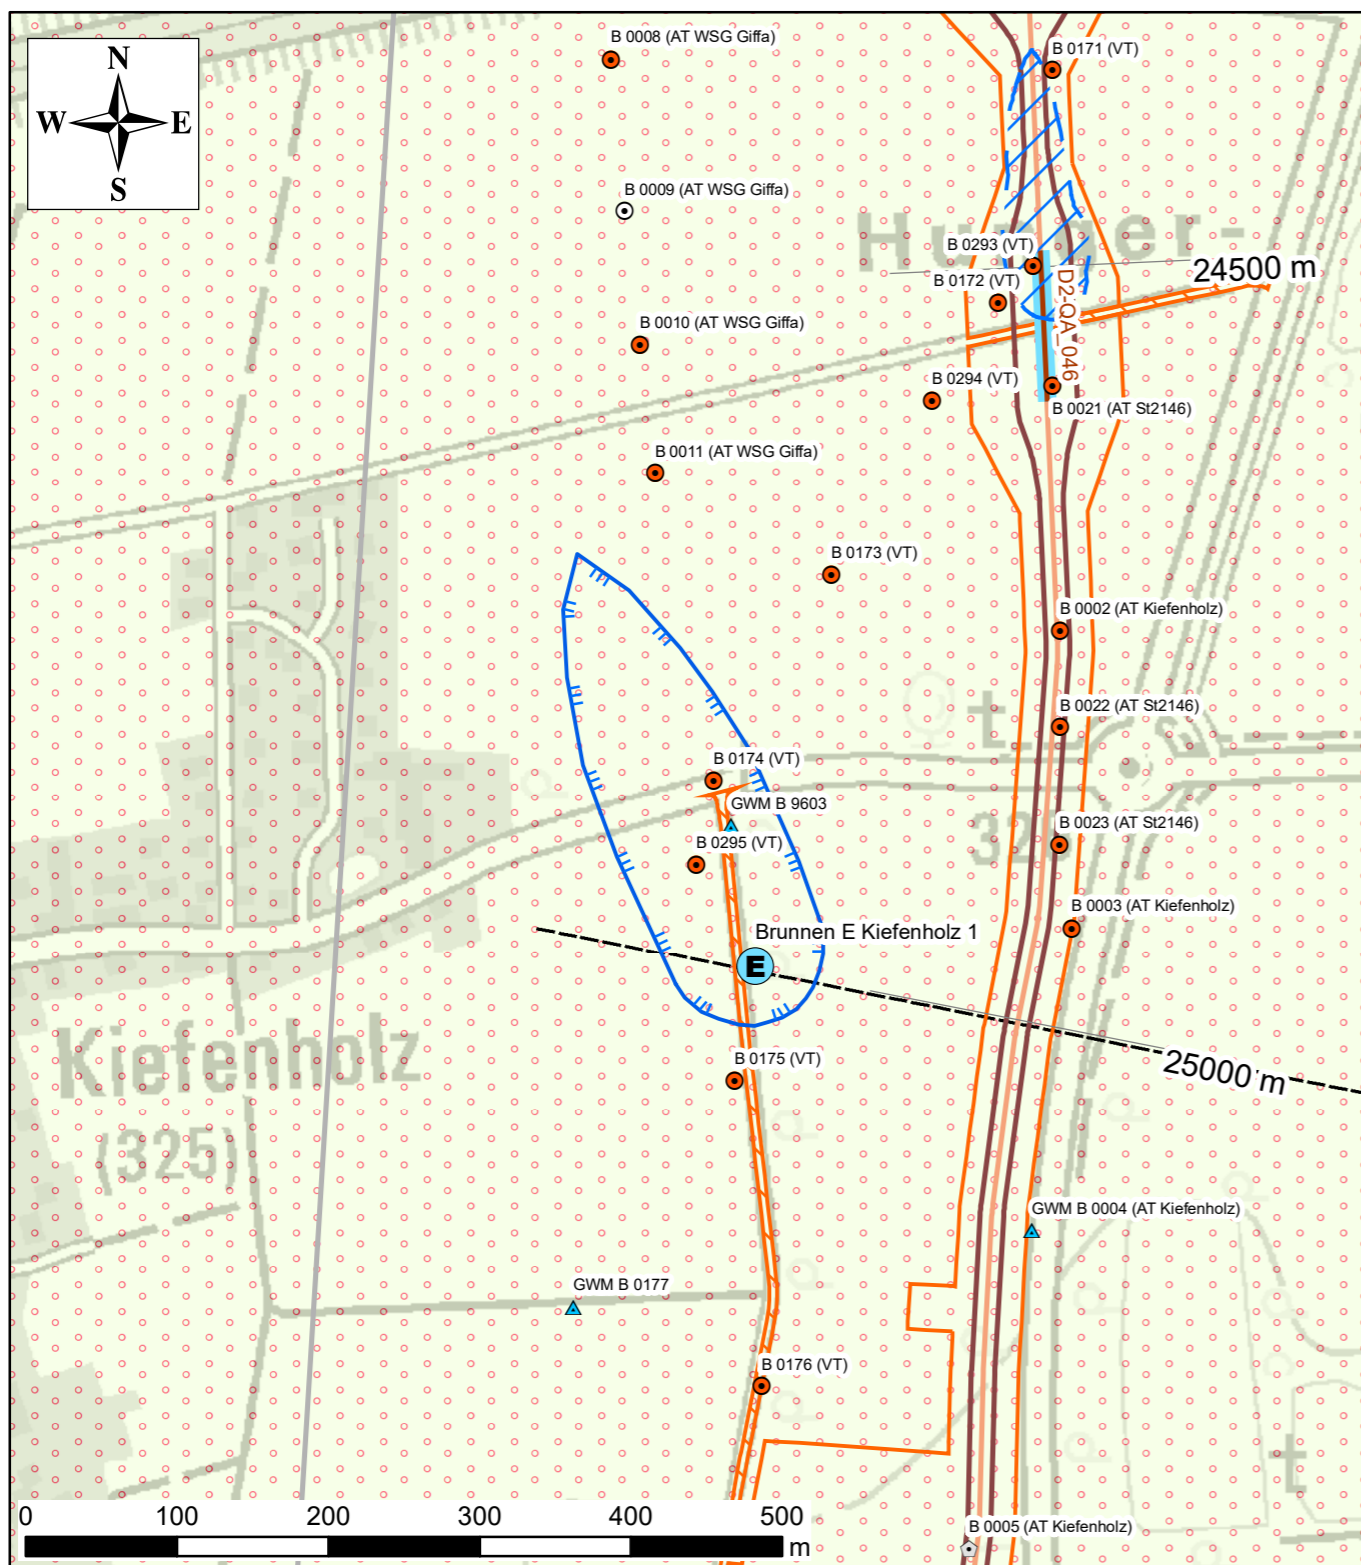 B 0008 (AT WSG Giffa)
B 0171 (VT)
N
W E
S
B 0009 (AT WSG Giffa)
B 0293 (VT)
24500 m
B 0172 (VT)
D2-QA_046
B 0010 (AT WSG Giffa)
B 0294 (VT)
B 0021 (AT St2146)
B 0011 (AT WSG Giffa)
B 0173 (VT)
B 0002 (AT Kiefenholz)
B 0022 (AT St2146)
t
B 0174 (VT)
GWM B 9603
B 0295 (VT)
B 0023 (AT St2146)
B 0003 (AT Kiefenholz)
Brunnen E Kiefenholz 1
E
Kiefenholz
(325)
B 0175 (VT)
25000 m
GWM B 0004 (AT Kiefenholz)
GWM B 0177
B 0176 (VT)
t
0 100 200 300 400 500
m
B 0005 (AT Kiefenholz)